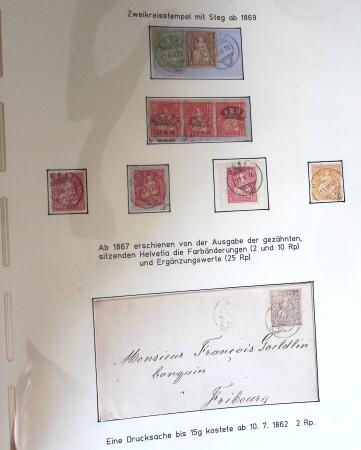 Zweikreisstempel mit Steg ab 1869
Ab 1867 erschienen von der Ausgabe der gezähnten,
sitzenden Helvetia die Farbänderungen (2 und 10 Rp)
und Ergänzungswerte (25 Rp)
Monsieur François Goeldlin
banquier
Fribourg
Eine Drucksache bis 15g kostete ab 10. 7. 1862 2 Rp.